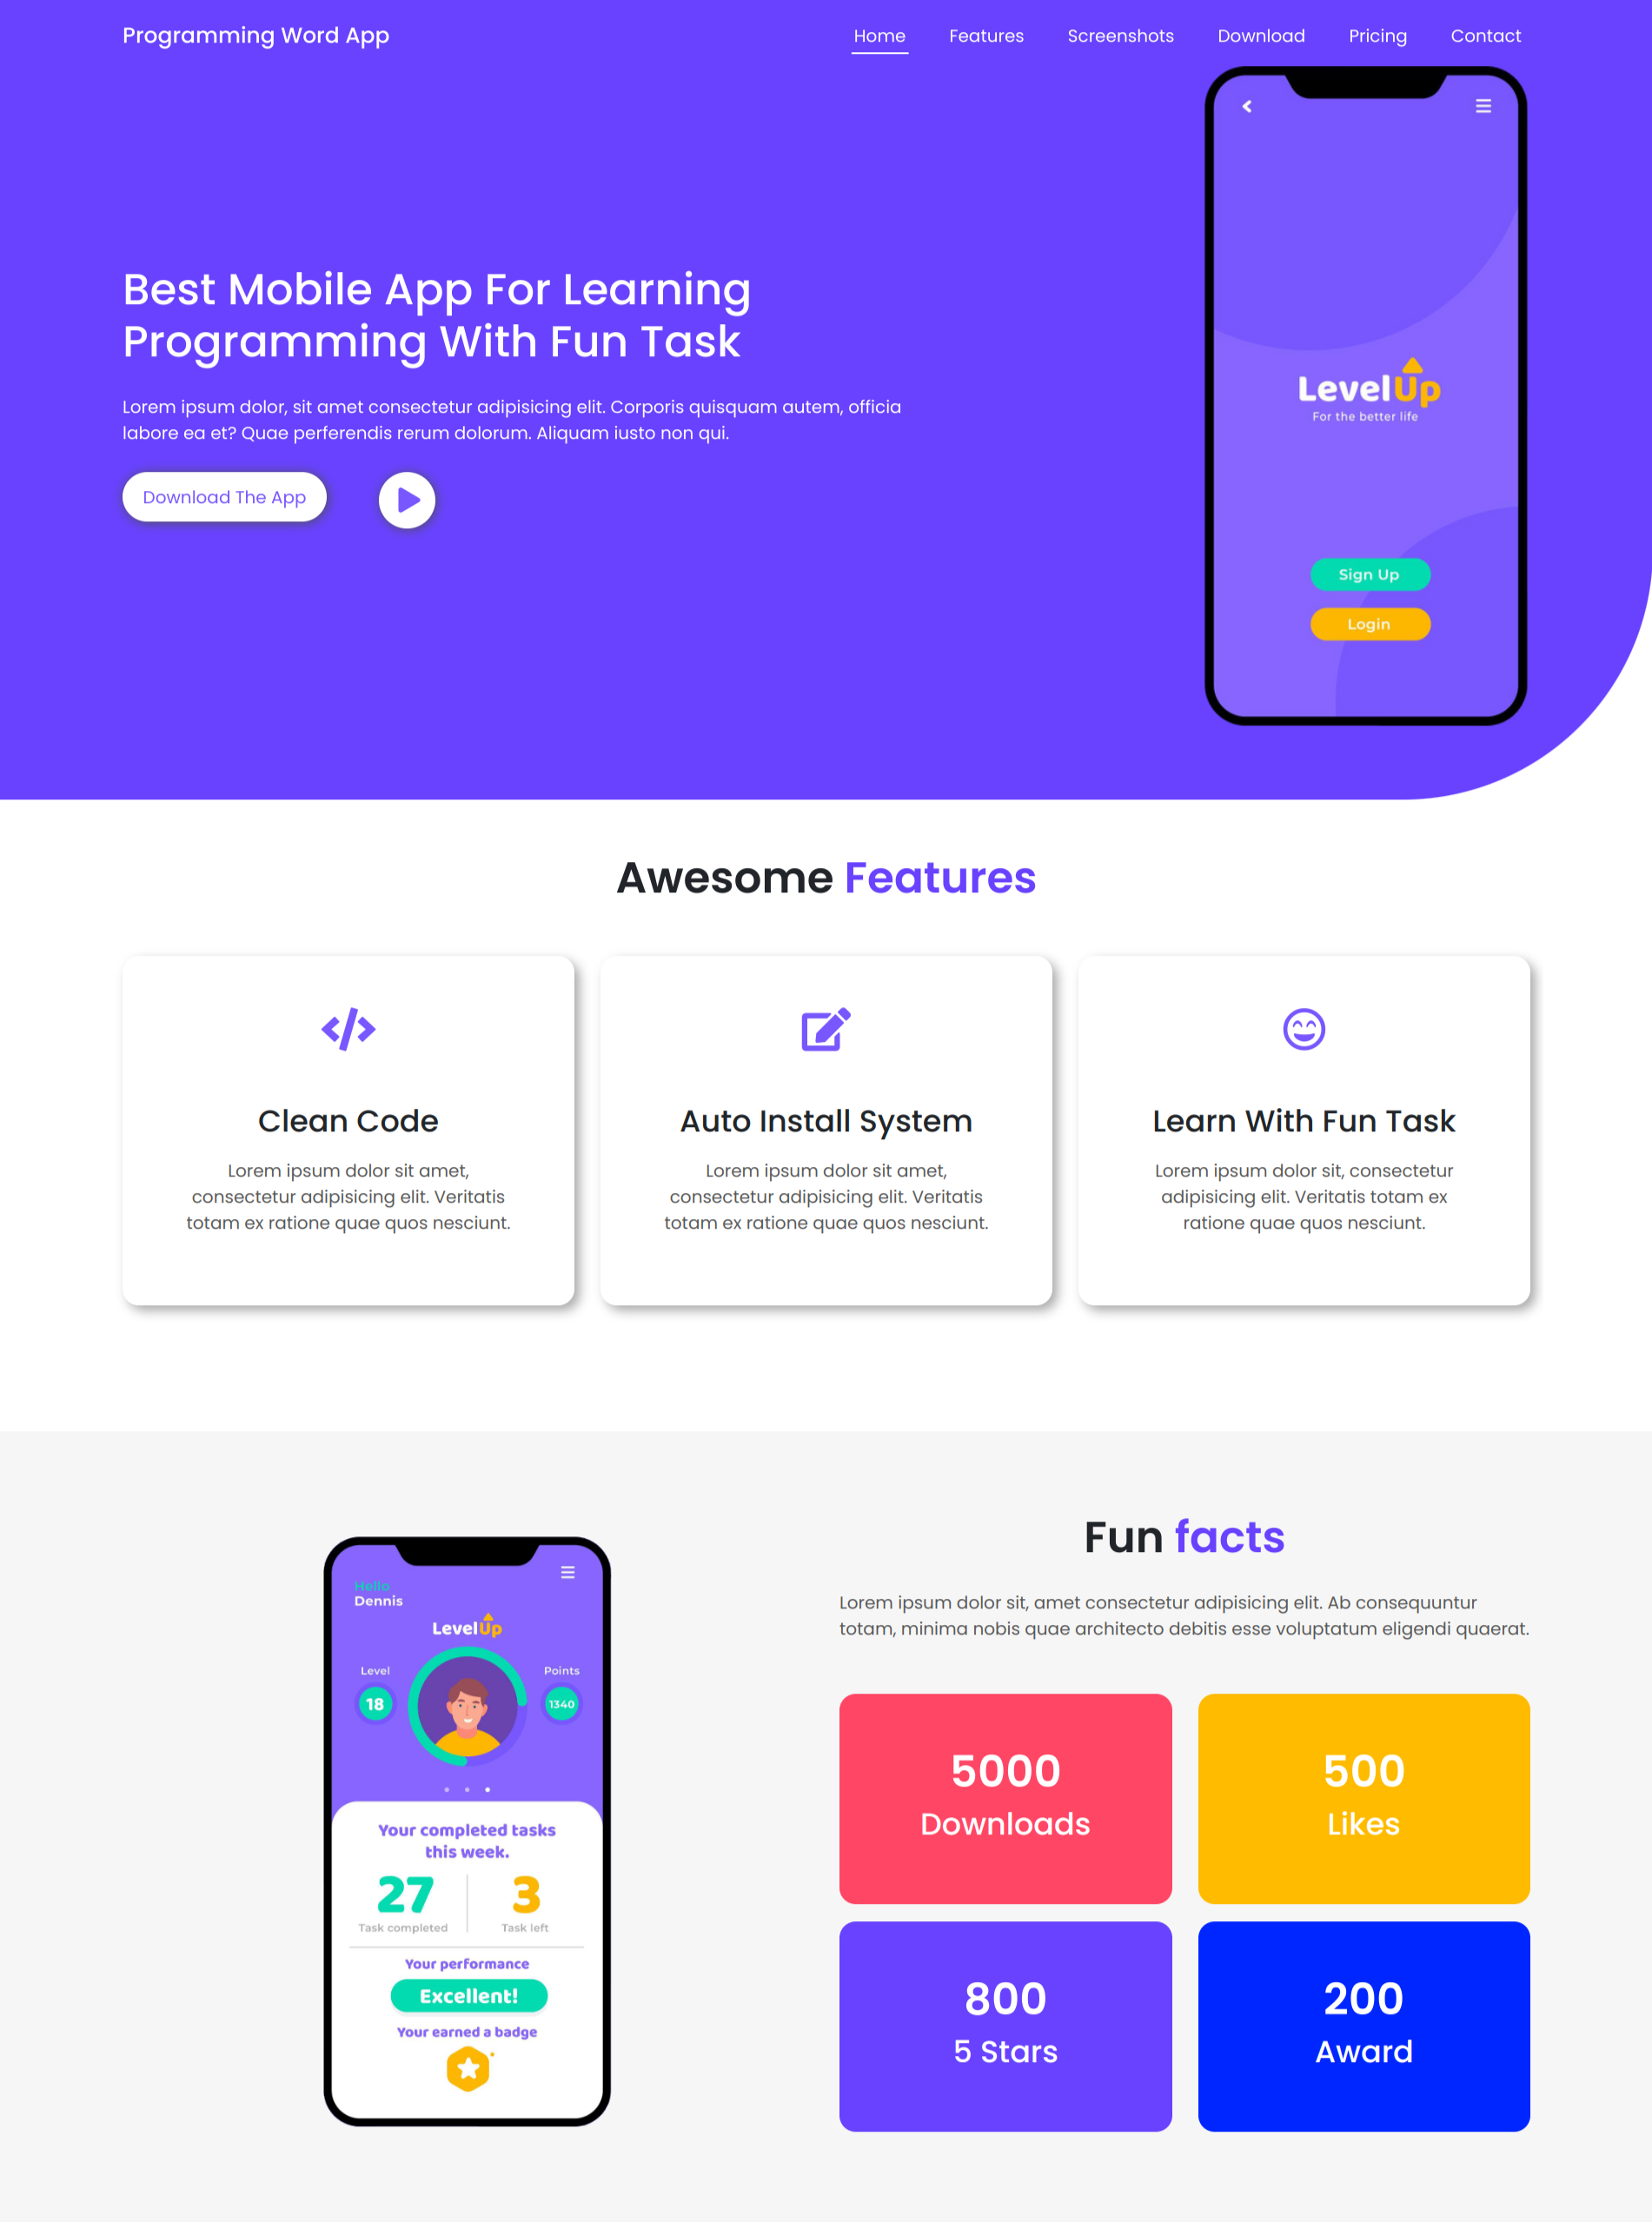 Programming Word App
Home Features Screenshots Download Pricing Contact
Best Mobile App For Learning
Programming With Fun Task
Lorem ipsum dolor, sit amet consectetur adipisicing elit. Corporis quisquam autem, officia
labore ea et? Quae perferendis rerum dolorum. Aliquam iusto non qui.
Download The App
LevelUp
For the better life
Sign Up
Login
Awesome Features
Clean Code
Lorem ipsum dolor sit amet,
consectetur adipisicing elit. Veritatis
totam ex ratione quae quos nesciunt.
Auto Install System
Lorem ipsum dolor sit amet,
consectetur adipisicing elit. Veritatis
totam ex ratione quae quos nesciunt.
Learn With Fun Task
Lorem ipsum dolor sit, consectetur
adipisicing elit. Veritatis totam ex
ratione quae quos nesciunt.
Hello
Dennis
LevelUp
Level
18
Points
1340
Your completed tasks
this week.
27
Task completed
3
Task left
Your performance
Excellent!
Your earned a badge
Fun facts
Lorem ipsum dolor sit, amet consectetur adipisicing elit. Ab consequuntur
totam, minima nobis quae architecto debitis esse voluptatum eligendi quaerat.
5000
Downloads
500
Likes
800
5 Stars
200
Award